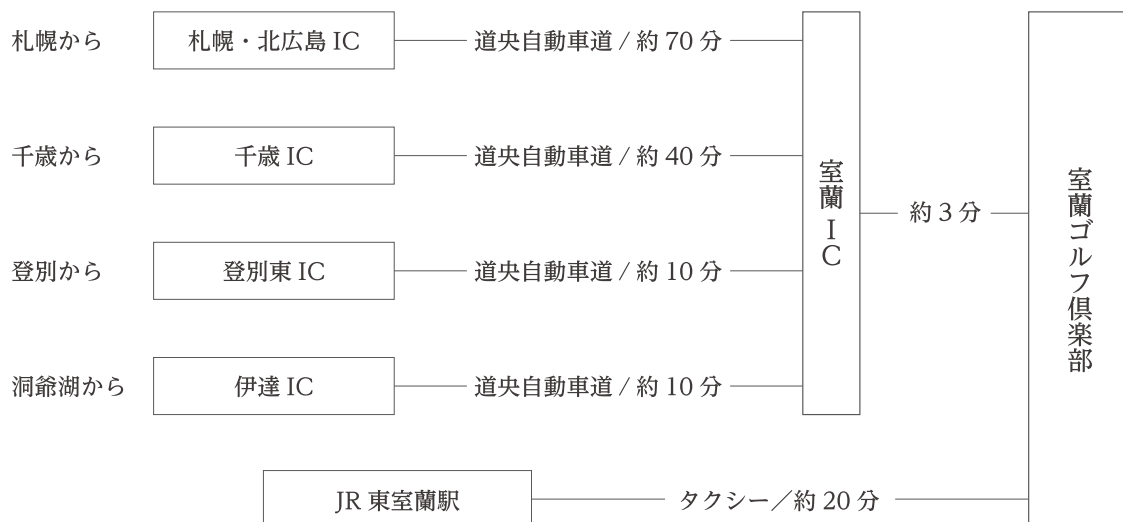 札幌から 札幌・北広島 IC 道央自動車道 / 約 70 分
千歳から 千歳 IC 道央自動車道 / 約 40 分
登別から 登別東 IC 道央自動車道 / 約 10 分
洞爺湖から 伊達 IC 道央自動車道 / 約 10 分
室蘭 IC
約 3 分
室蘭ゴルフ倶楽部
JR 東室蘭駅 タクシー／約 20 分